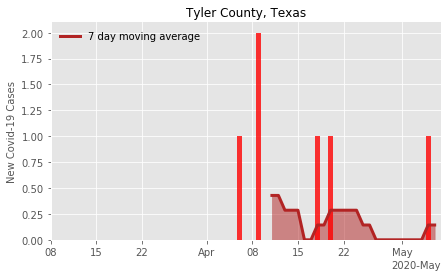 Tyler County, Texas
7 day moving average
New Covid-19 Cases
2.00
1.75
1.50
1.25
1.00
0.75
0.50
0.25
0.00
08 15 22 Apr 08 15 22 May
2020-May